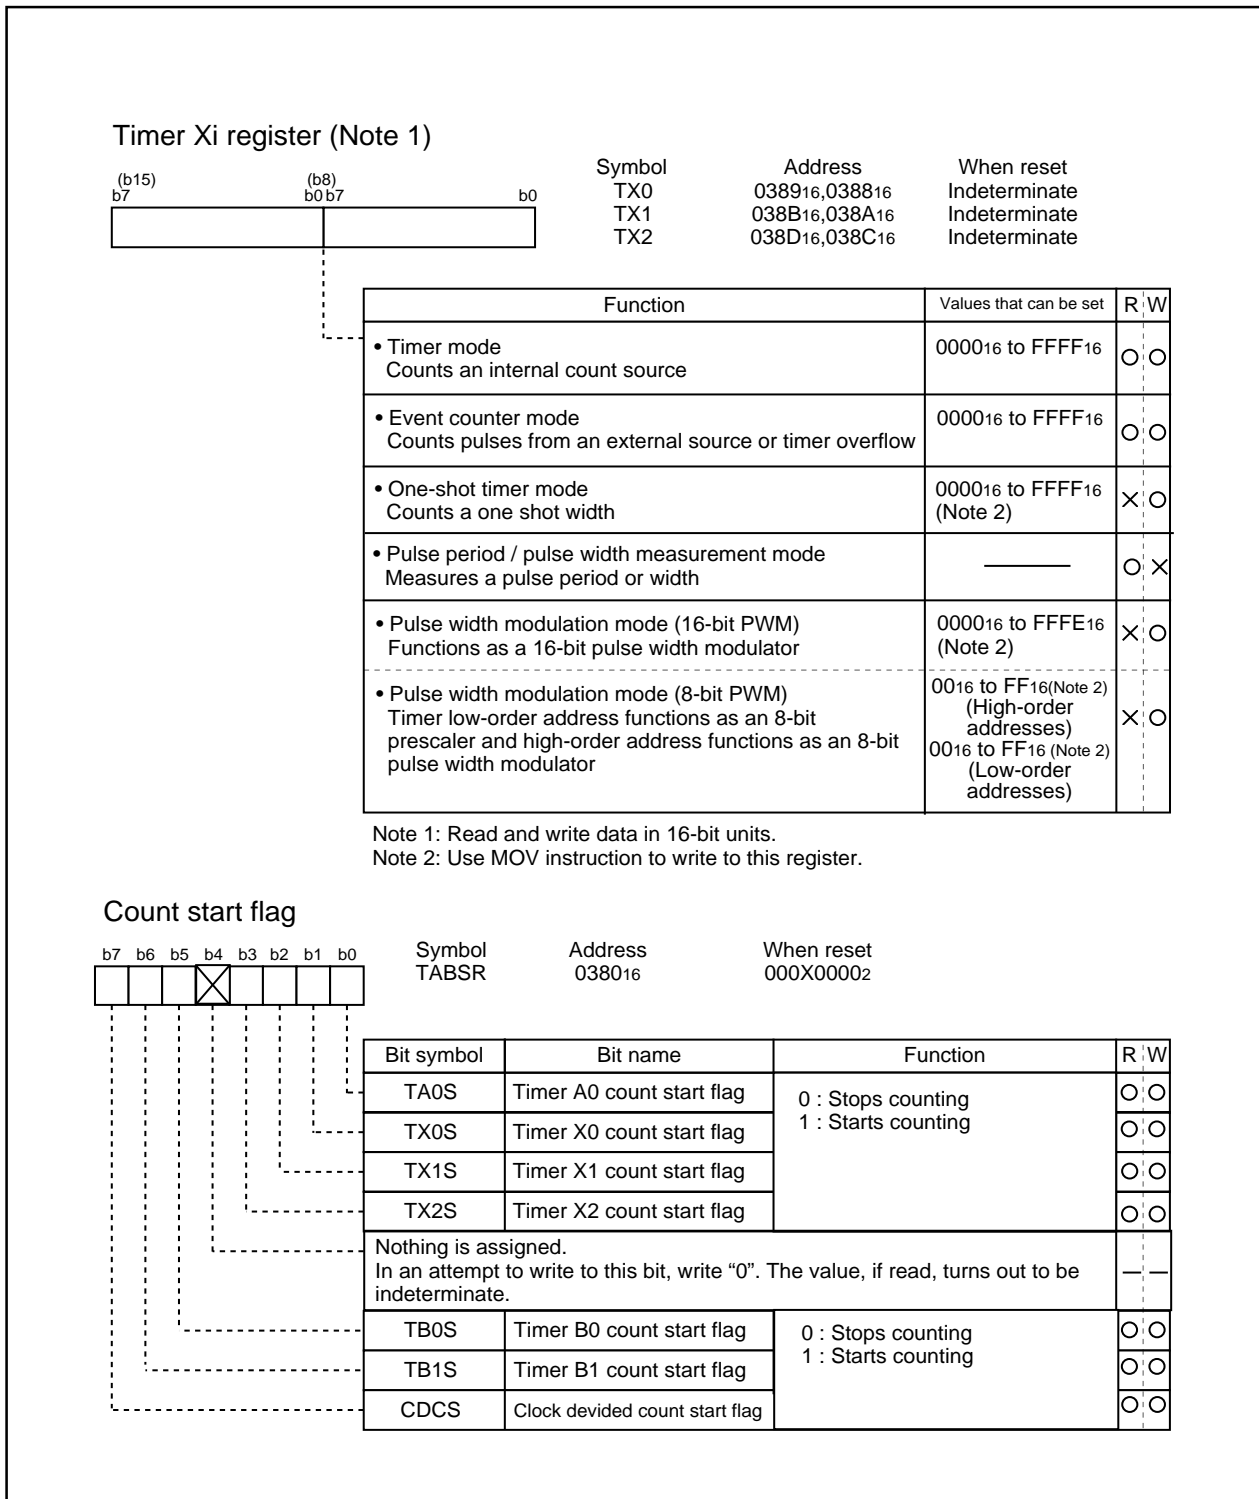 Timer Xi register (Note 1)
(b15) (b8)
b7 b0 b7 b0
Symbol Address When reset
TX0 038916,038816 Indeterminate
TX1 038B16,038A16 Indeterminate
TX2 038D16,038C16 Indeterminate
Function Values that can be set R W
• Timer mode 000016 to FFFF16
Counts an internal count source
• Event counter mode 000016 to FFFF16
Counts pulses from an external source or timer overflow
• One-shot timer mode 000016 to FFFF16
Counts a one shot width (Note 2)
• Pulse period / pulse width measurement mode
Measures a pulse period or width
• Pulse width modulation mode (16-bit PWM) 000016 to FFFE16
Functions as a 16-bit pulse width modulator (Note 2)
• Pulse width modulation mode (8-bit PWM)
Timer low-order address functions as an 8-bit
prescaler and high-order address functions as an 8-bit
pulse width modulator
0016 to FF16(Note 2)
(High-order
addresses)
0016 to FF16 (Note 2)
(Low-order
addresses)
Note 1: Read and write data in 16-bit units.
Note 2: Use MOV instruction to write to this register.
Count start flag
b7 b6 b5 b4 b3 b2 b1 b0
Symbol Address When reset
TABSR 038016 000X00002
Bit symbol Bit name Function R W
TA0S Timer A0 count start flag 0 : Stops counting
TX0S Timer X0 count start flag 1 : Starts counting
TX1S Timer X1 count start flag
TX2S Timer X2 count start flag
Nothing is assigned.
In an attempt to write to this bit, write “0”. The value, if read, turns out to be
indeterminate.
TB0S Timer B0 count start flag 0 : Stops counting
TB1S Timer B1 count start flag 1 : Starts counting
CDCS Clock devided count start flag